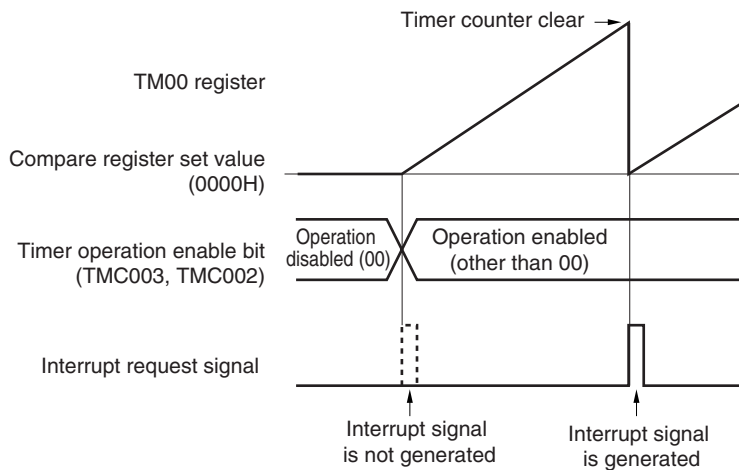 Timer counter clear
TM00 register
Compare register set value
(0000H)
Timer operation enable bit
(TMC003, TMC002)
Operation
disabled (00)
Operation enabled
(other than 00)
Interrupt request signal
Interrupt signal
is not generated
Interrupt signal
is generated